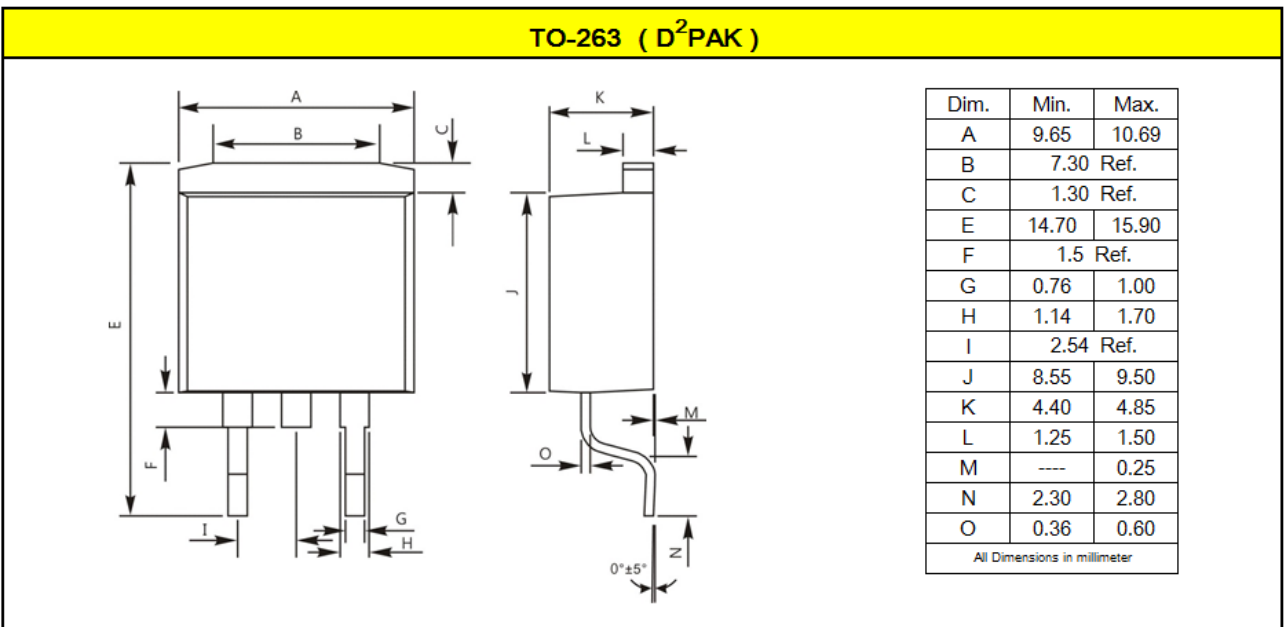 TO-263 ( D²PAK )
A
B
C
E
F
I
G
H
K
L
J
M
O
N
0°±5°
Dim. Min. Max.
A 9.65 10.69
B 7.30 Ref.
C 1.30 Ref.
E 14.70 15.90
F 1.5 Ref.
G 0.76 1.00
H 1.14 1.70
I 2.54 Ref.
J 8.55 9.50
K 4.40 4.85
L 1.25 1.50
M ---- 0.25
N 2.30 2.80
O 0.36 0.60
All Dimensions in millimeter